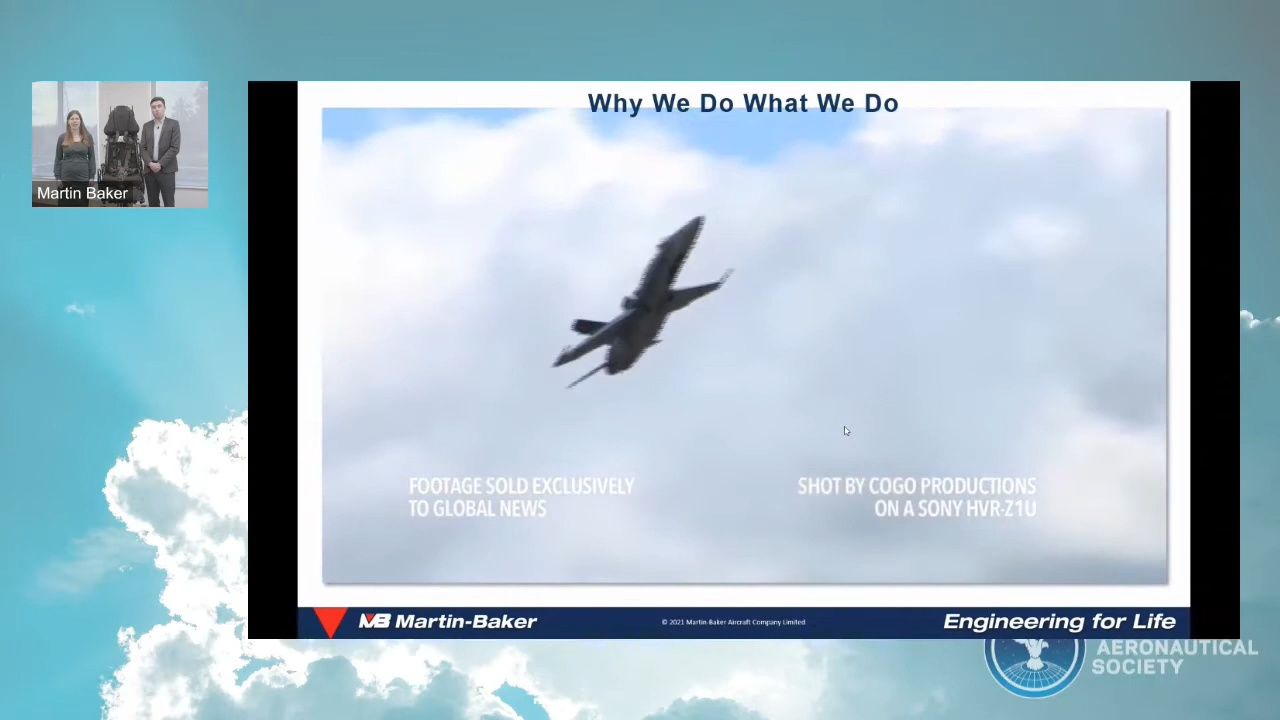 Why We Do What We Do
Martin Baker
FOOTAGE SOLD EXCLUSIVELY
TO GLOBAL NEWS
SHOT BY COGO PRODUCTIONS
ON A SONY HVR-Z1U
MB Martin-Baker
© 2021 Martin-Baker Aircraft Company Limited
Engineering for Life
AERONAUTICAL
SOCIETY